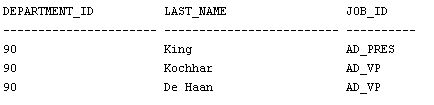 DEPARTMENT_ID LAST_NAME JOB_ID
---------------------- ------------------------- ----------
90 King AD_PRES
90 Kochhar AD_VP
90 De Haan AD_VP